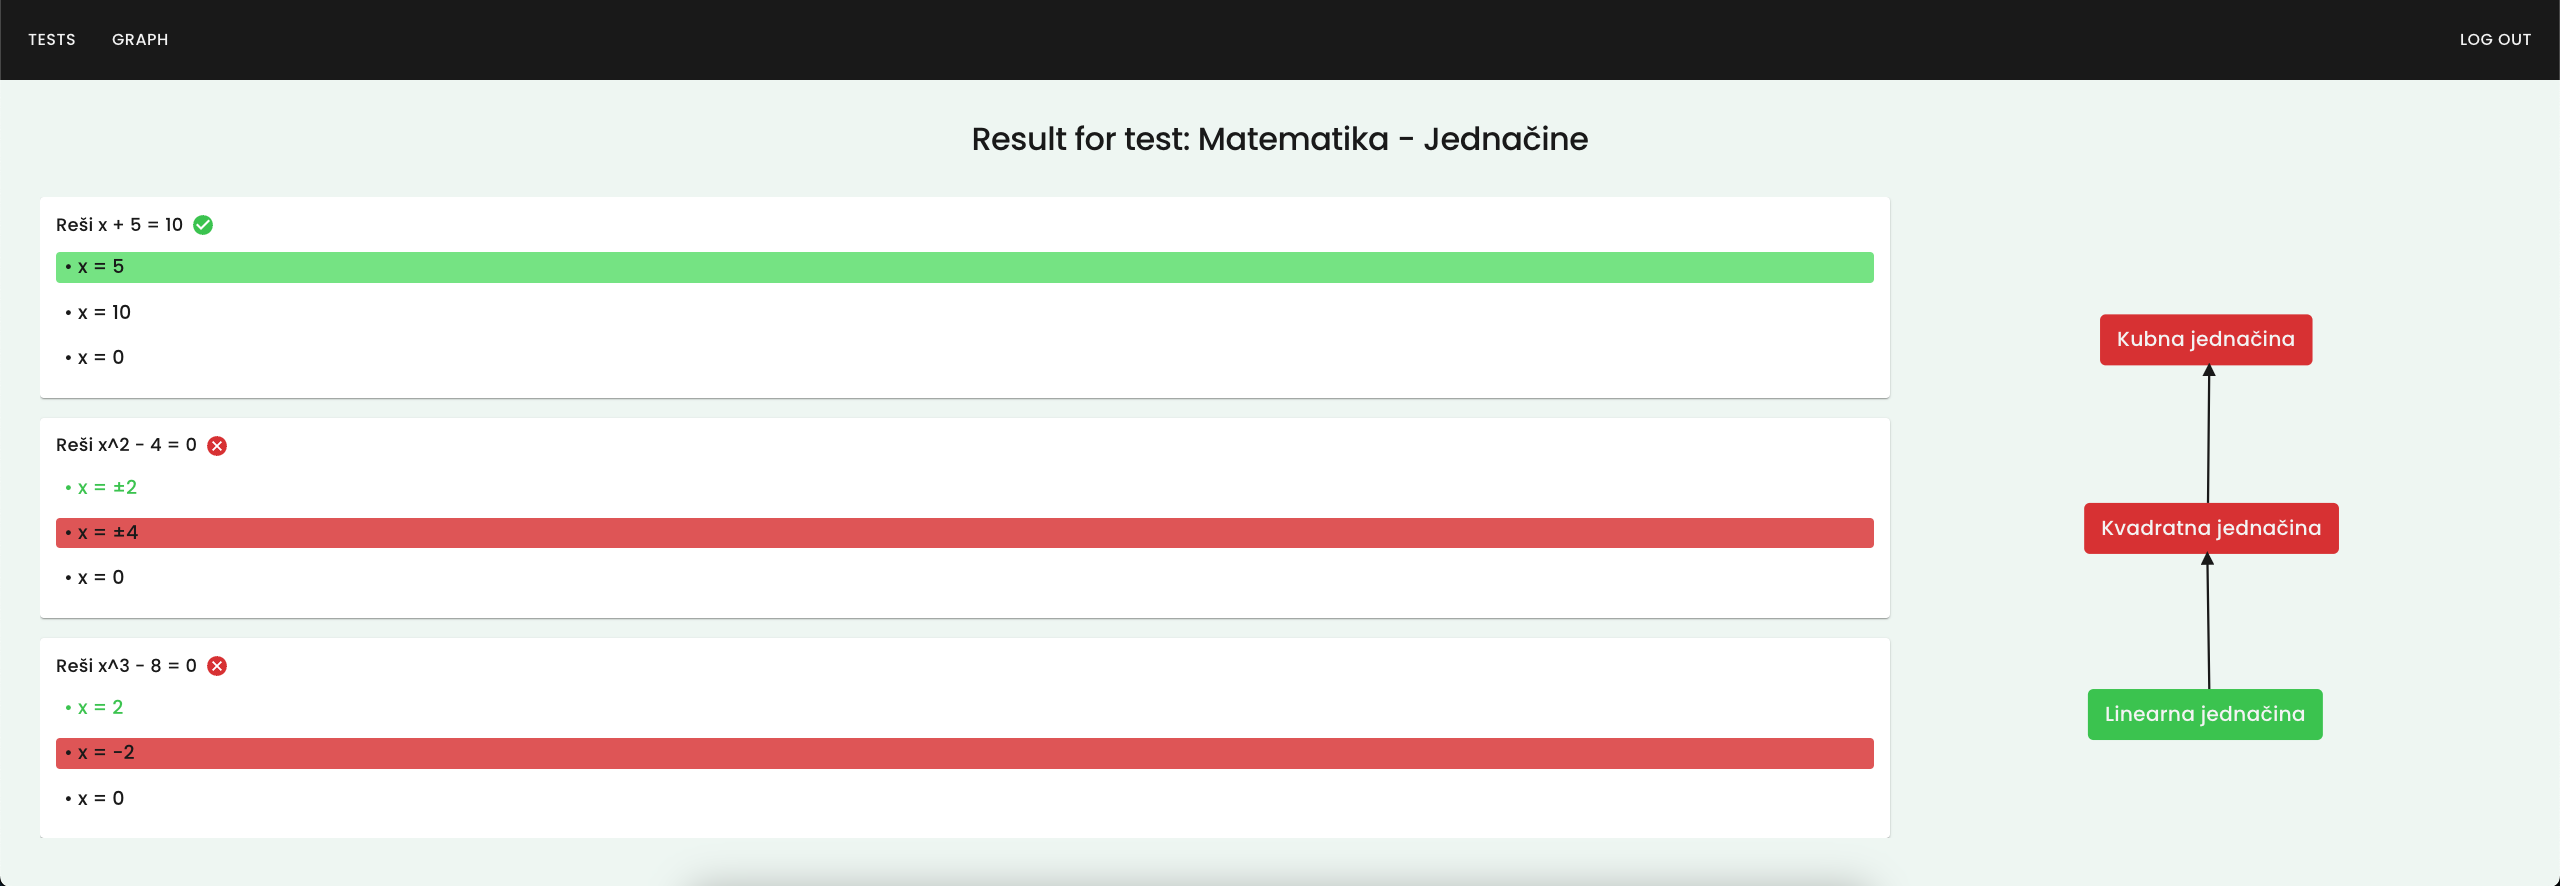 TESTS GRAPH LOG OUT
Result for test: Matematika - Jednačine
Reši x + 5 = 10
• x = 5
• x = 10
• x = 0
Reši x^2 - 4 = 0
• x = ±2
• x = ±4
• x = 0
Reši x^3 - 8 = 0
• x = 2
• x = -2
• x = 0
Kubna jednačina
Kvadratna jednačina
Linearna jednačina